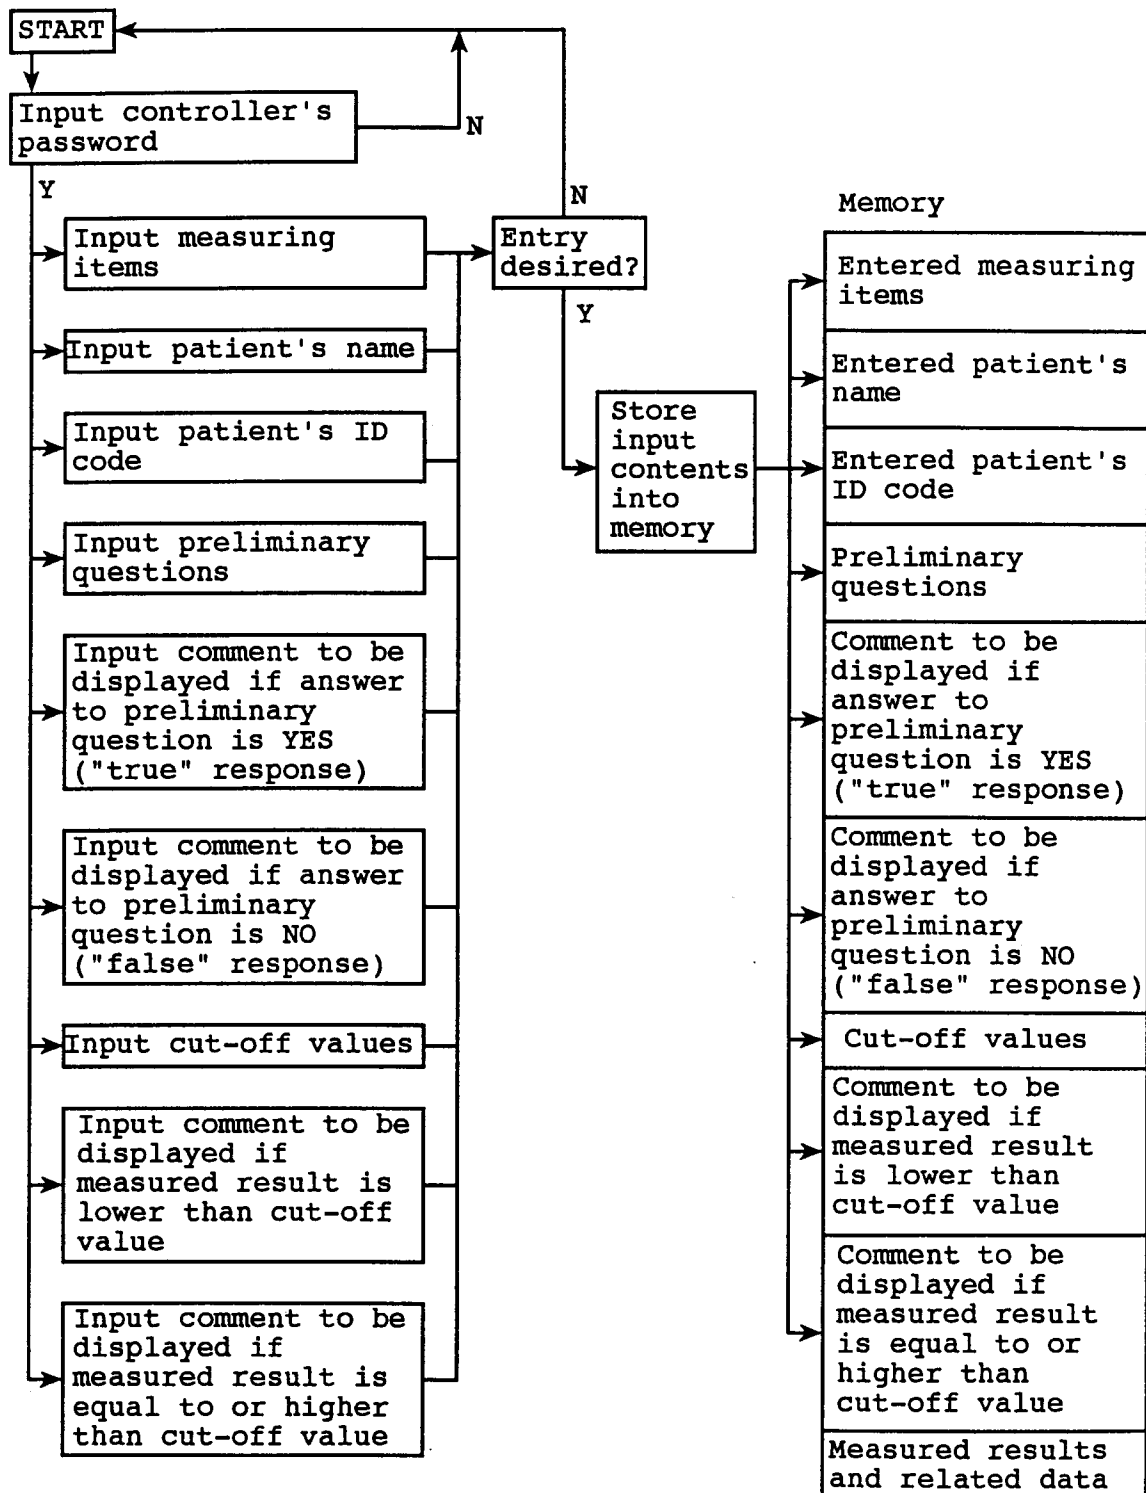 START
Input controller's
password
N
Y
Input measuring
items
Input patient's name
Input patient's ID
code
Input preliminary
questions
Input comment to be
displayed if answer
to preliminary
question is YES
("true" response)
Input comment to be
displayed if answer
to preliminary
question is NO
("false" response)
Input cut-off values
Input comment to be
displayed if
measured result is
lower than cut-off
value
Input comment to be
displayed if
measured result is
equal to or higher
than cut-off value
N
Entry
desired?
Y
Store
input
contents
into
memory
Memory
Entered measuring
items
Entered patient's
name
Entered patient's
ID code
Preliminary
questions
Comment to be
displayed if
answer to
preliminary
question is YES
("true" response)
Comment to be
displayed if
answer to
preliminary
question is NO
("false" response)
Cut-off values
Comment to be
displayed if
measured result
is lower than
cut-off value
Comment to be
displayed if
measured result
is equal to or
higher than
cut-off value
Measured results
and related data